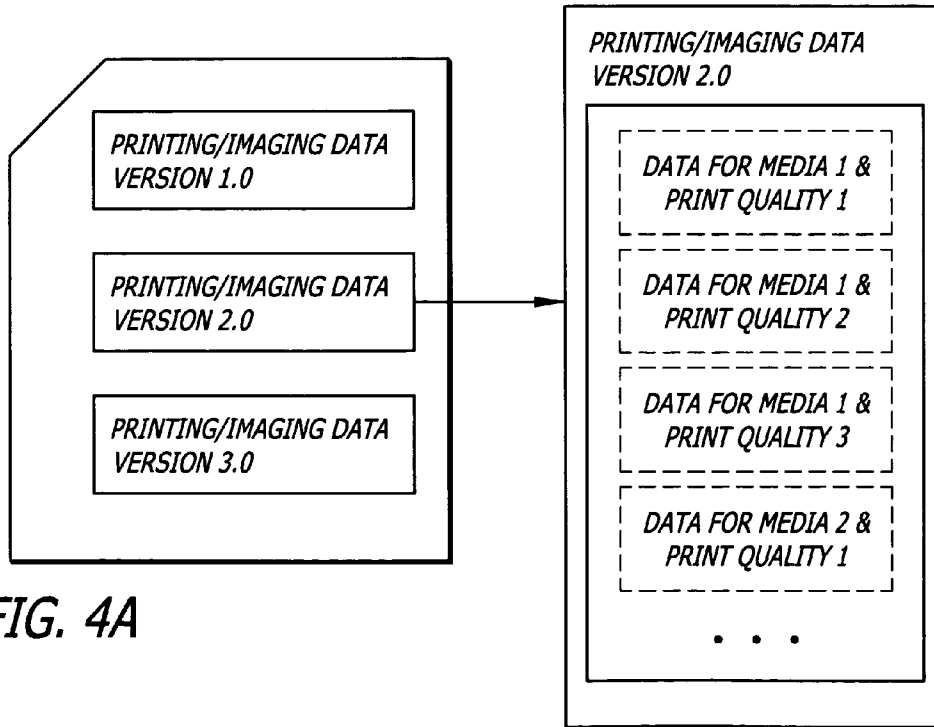 PRINTING/IMAGING DATA
VERSION 1.0
PRINTING/IMAGING DATA
VERSION 2.0
PRINTING/IMAGING DATA
VERSION 3.0
FIG. 4A
PRINTING/IMAGING DATA
VERSION 2.0
DATA FOR MEDIA 1 &
PRINT QUALITY 1
DATA FOR MEDIA 1 &
PRINT QUALITY 2
DATA FOR MEDIA 1 &
PRINT QUALITY 3
DATA FOR MEDIA 2 &
PRINT QUALITY 1
• • •